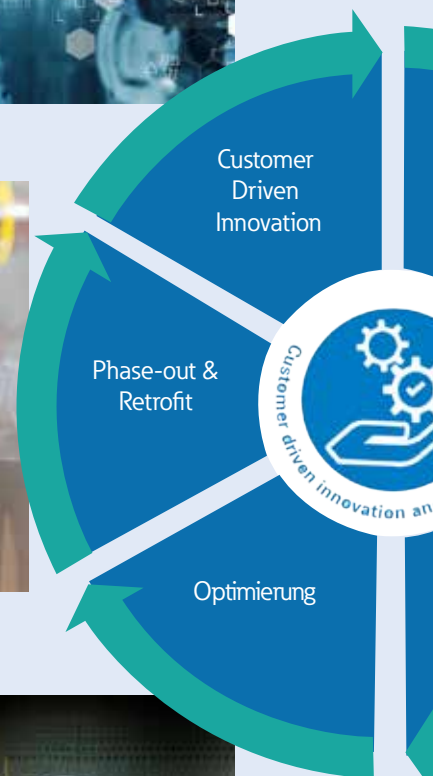 Customer
Driven
Innovation
Phase-out &
Retrofit
Customer driven innovation an
Optimierung